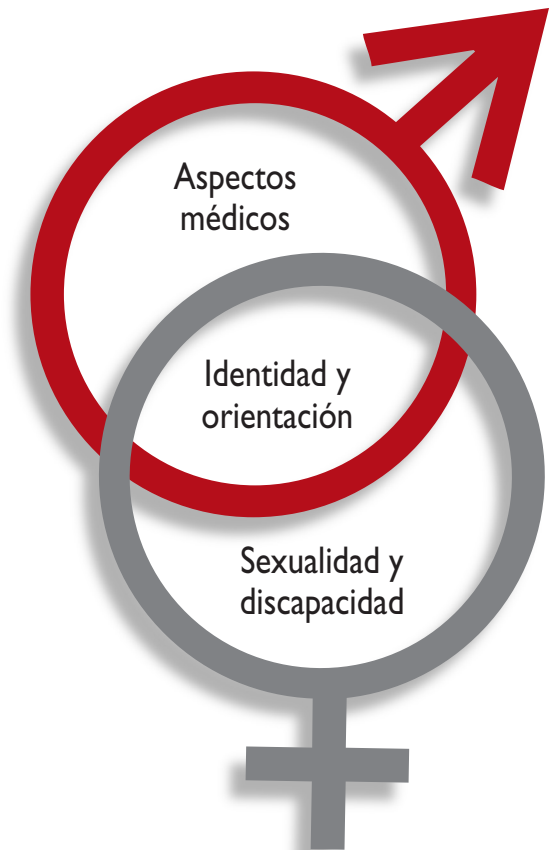 Aspectos
médicos
Identidad y
orientación
Sexualidad y
discapacidad